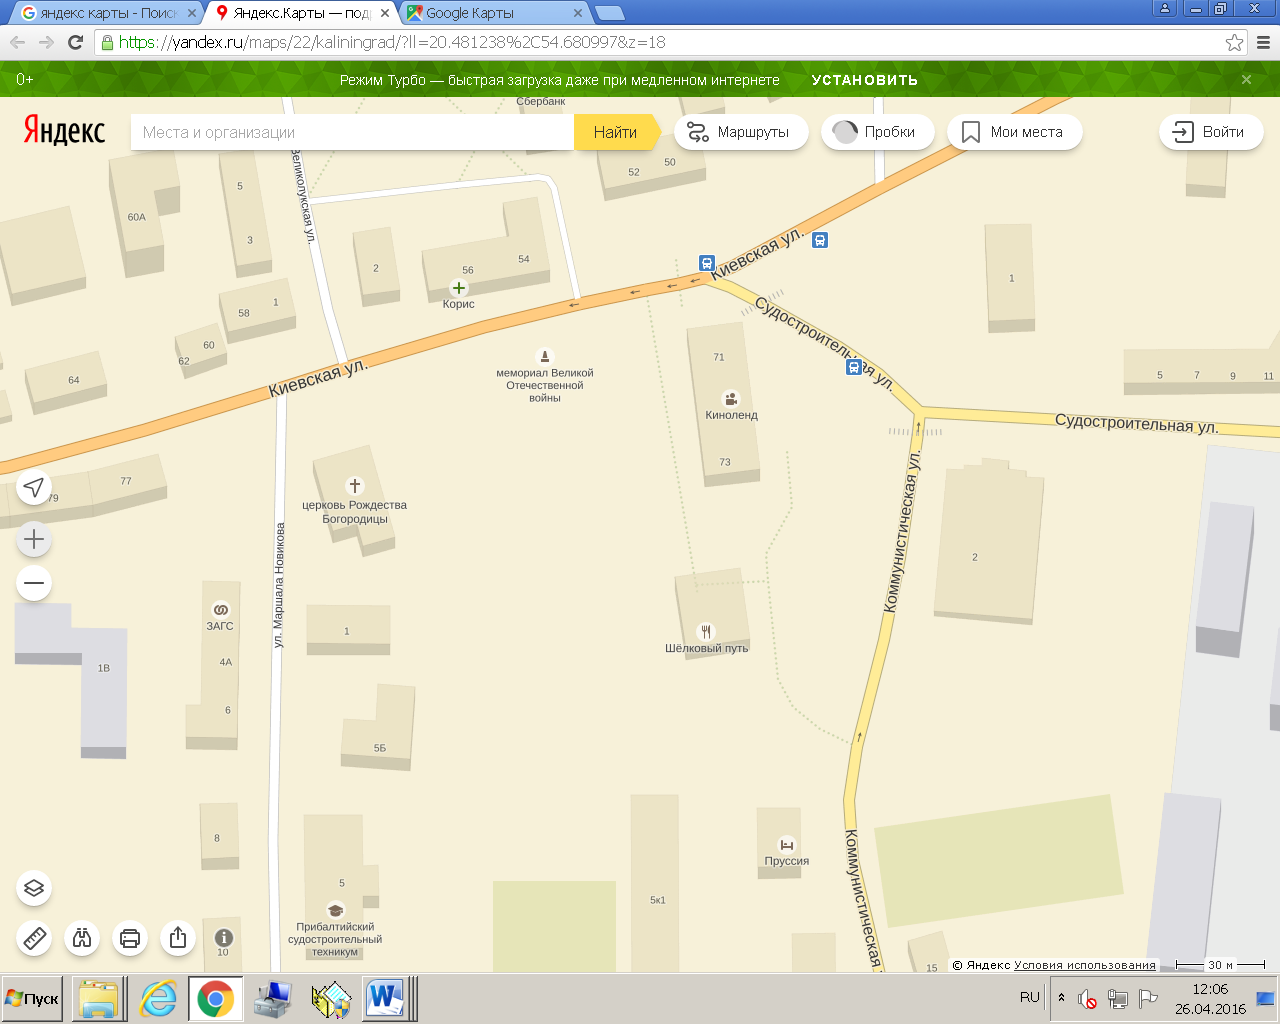 яндекс карты - Поиск
Яндекс.Карты — под
Google Карты
https://yandex.ru/maps/22/kaliningrad/?ll=20.481238%2C54.680997&z=18
0+
Режим Турбо — быстрая загрузка даже при медленном интернете
УСТАНОВИТЬ
Сбербанк
Яндекс
Места и организации
Найти
Маршруты
Пробки
Мои места
Войти
Великолукская ул.
50
52
5
60А
3
54
56
2
Корис
Киевская ул.
1
1
58
60
62
64
Судостроительная ул.
71
мемориал Великой
Отечественной
войны
Киноленд
73
Киевская ул.
5
7
9
11
Судостроительная ул.
77
79
церковь Рождества
Богородицы
Коммунистическая ул.
2
ул. Маршала Новикова
ЗАГС
4А
6
1
1В
5Б
Шёлковый путь
8
5
Прибалтийский
судостроительный
техникум
10
5к1
Пруссия
Коммунистическая у
15
© Яндекс Условия использования
30 м
Пуск
RU
12:06
26.04.2016